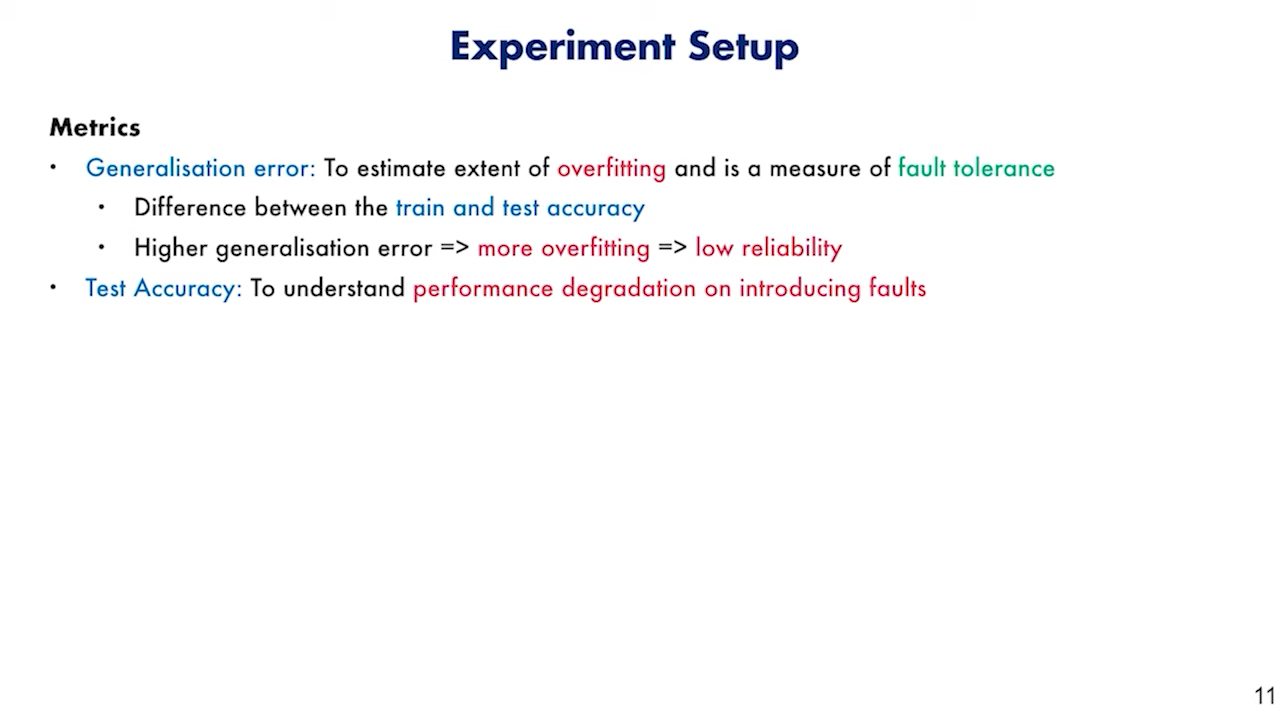 Experiment Setup
Metrics
• Generalisation error: To estimate extent of overfitting and is a measure of fault tolerance
• Difference between the train and test accuracy
• Higher generalisation error => more overfitting => low reliability
• Test Accuracy: To understand performance degradation on introducing faults
11